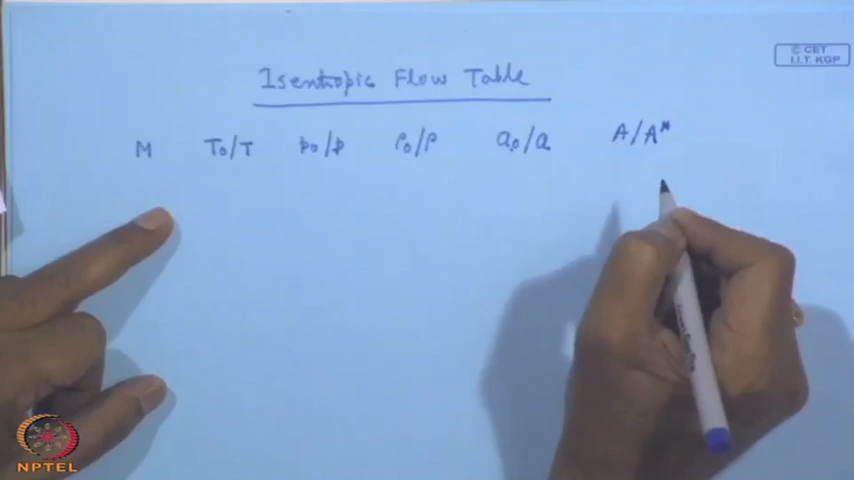 © CET
I.I.T. KGP
Isentropic Flow Table
M T₀/T p₀/p ρ₀/ρ a₀/a A/A*
NPTEL